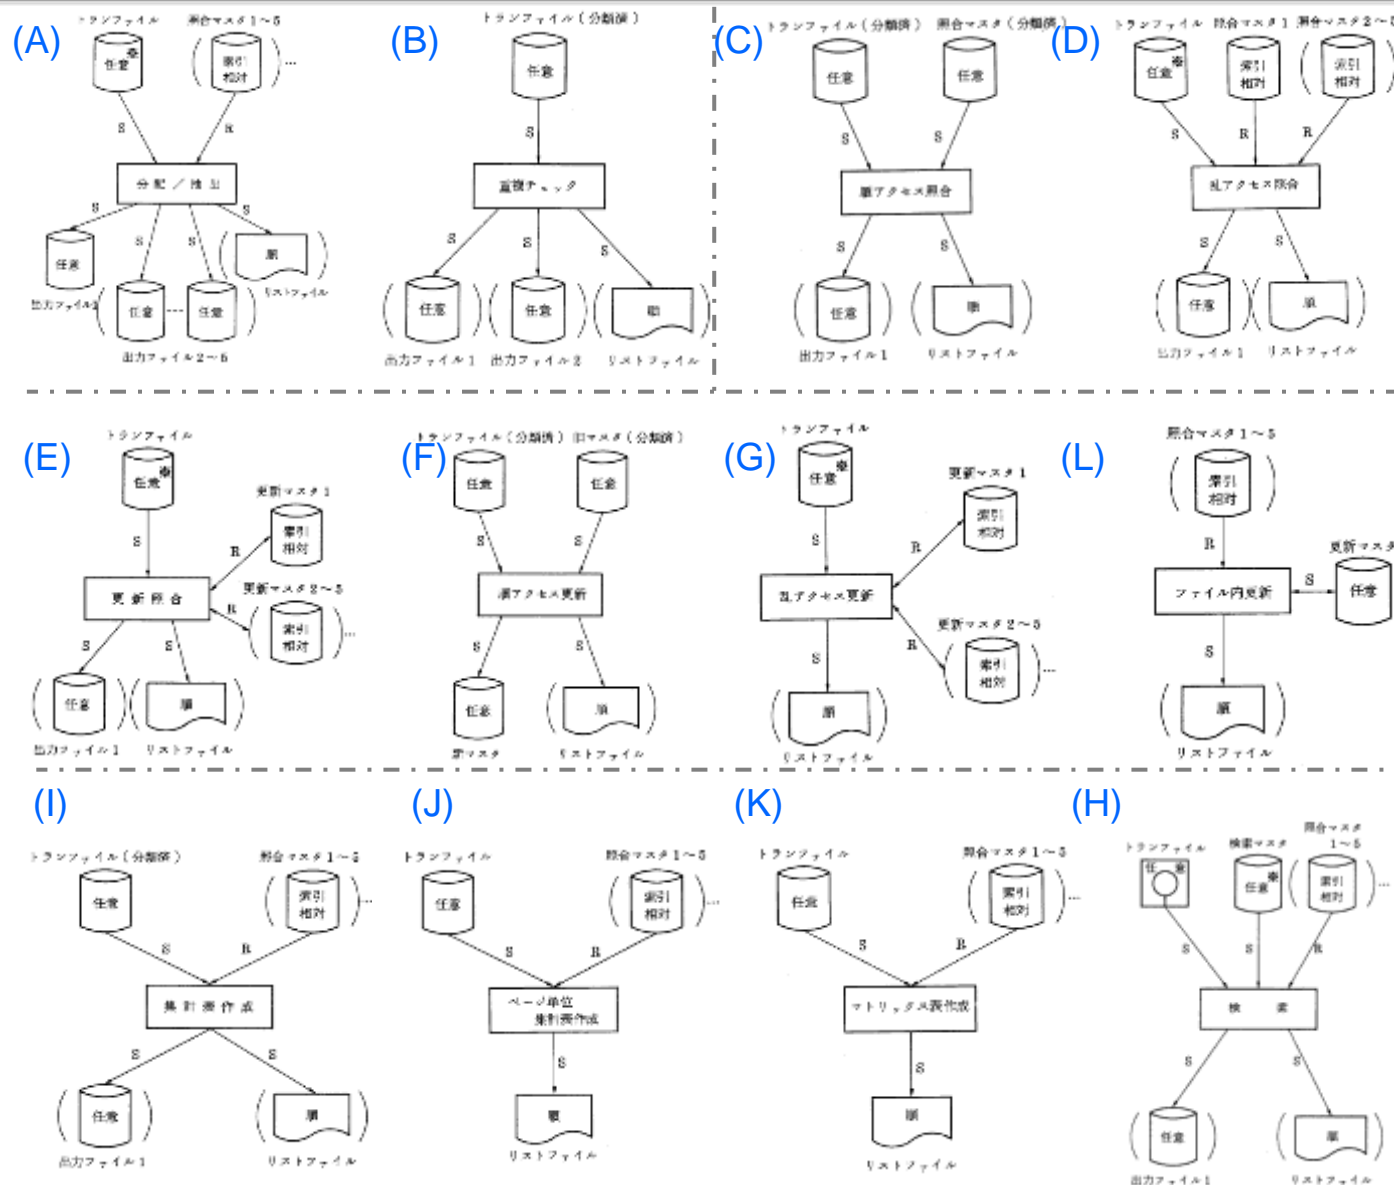 (A)
トランファイル
照合マスタ1～5
任意
※
索引
相対
…
S
R
分配／抽出
S
S
S
S
任意
出力ファイル1
任意
任意
出力ファイル2～5
順
リストファイル
(B)
トランファイル(分類済)
任意
S
重複チェック
S
S
S
任意
任意
順
出力ファイル1
出力ファイル2
リストファイル
(C)
トランファイル(分類済)
照合マスタ(分類済)
任意
任意
S
S
順アクセス照合
S
S
任意
順
出力ファイル1
リストファイル
(D)
トランファイル
照合マスタ1
照合マスタ2～5
任意
※
索引
相対
索引
相対
S
R
R
乱アクセス照合
S
S
任意
順
出力ファイル1
リストファイル
(E)
トランファイル
任意
※
S
更新マスタ1
索引
相対
R
更新照合
更新マスタ2～5
R
索引
相対
…
S
S
任意
順
出力ファイル1
リストファイル
(F)
トランファイル(分類済)
旧マスタ(分類済)
任意
任意
S
S
順アクセス更新
S
S
任意
順
新マスタ
リストファイル
(G)
トランファイル
任意
※
S
更新マスタ1
索引
相対
R
乱アクセス更新
更新マスタ2～5
R
索引
相対
…
S
順
リストファイル
(L)
照合マスタ1～5
索引
相対
R
更新マスタ
ファイル内更新
S
任意
S
順
リストファイル
(I)
トランファイル(分類済)
照合マスタ1～5
任意
索引
相対
…
S
R
集計表作成
S
S
任意
順
出力ファイル1
リストファイル
(J)
トランファイル
照合マスタ1～5
任意
索引
相対
…
S
R
ページ単位
集計表作成
S
順
リストファイル
(K)
トランファイル
照合マスタ1～5
任意
索引
相対
…
S
R
マトリックス表作成
S
順
リストファイル
(H)
トランファイル
検索マスタ
照合マスタ
1～5
任意
任意
※
索引
相対
…
S
S
R
検索
S
S
任意
順
出力ファイル1
リストファイル